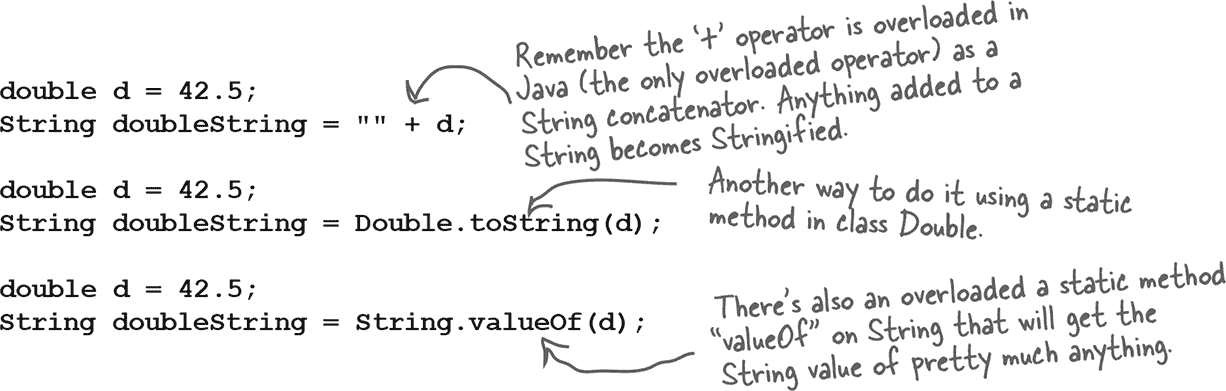 double d = 42.5;
String doubleString = "" + d;
Remember the '+' operator is overloaded in
Java (the only overloaded operator) as a
String concatenator. Anything added to a
String becomes Stringified.
double d = 42.5;
String doubleString = Double.toString(d);
Another way to do it using a static
method in class Double.
double d = 42.5;
String doubleString = String.valueOf(d);
There's also an overloaded a static method
"valueOf" on String that will get the
String value of pretty much anything.